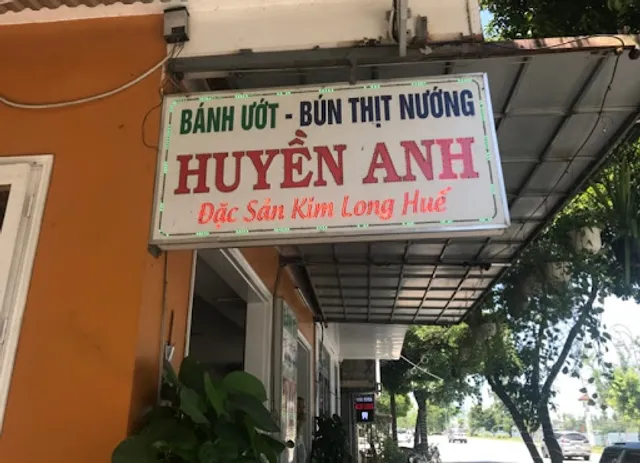 BÁNH ƯỚT - BÚN THỊT NƯỚNG
HUYỀN ANH
Đặc Sản Kim Long Huế